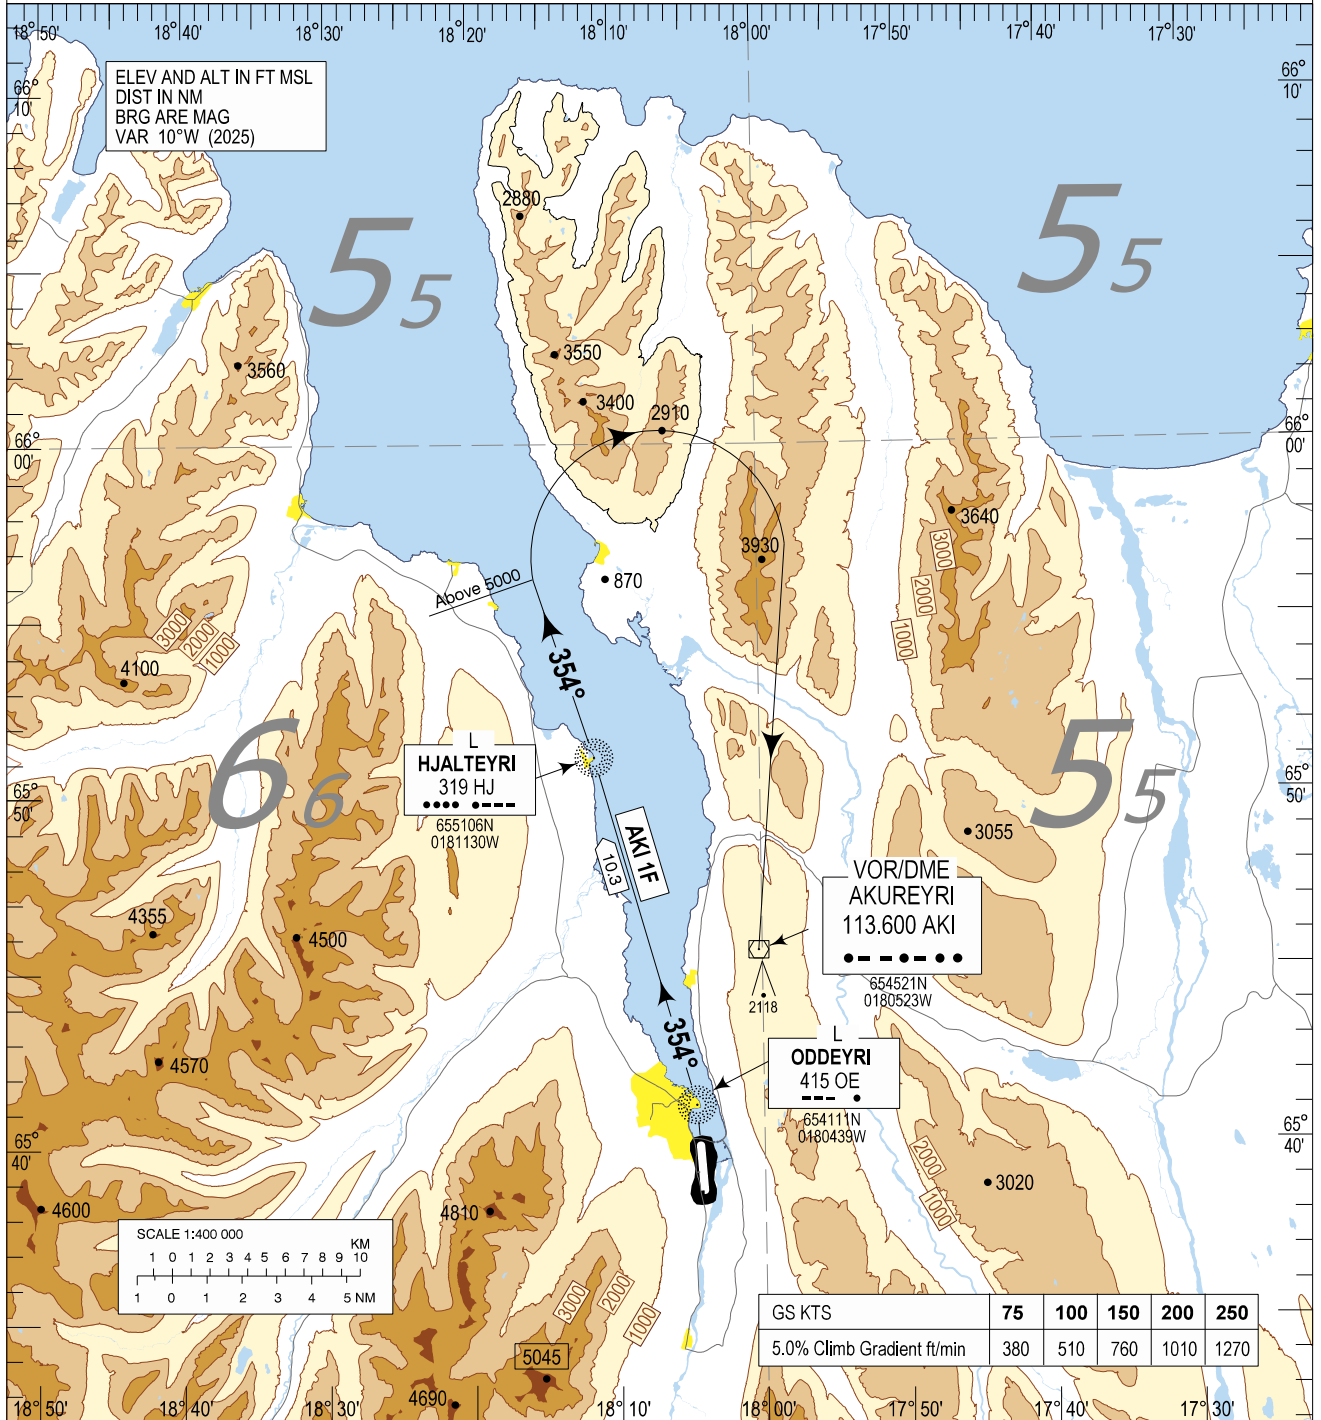 18°50'
18°40'
18°30'
18°20'
18°10'
18°00'
17°50'
17°40'
17°30'
ELEV AND ALT IN FT MSL
DIST IN NM
BRG ARE MAG
VAR 10°W (2025)
66°
10'
66°
10'
2880
5 5
5 5
3560
3550
3400
2910
66°
00'
66°
00'
3640
3930
3000
2000
1000
870
Above 5000
3000
2000
1000
4100
354°
L
HJALTEYRI
319 HJ
655106N
0181130W
6 6
5 5
65°
50'
65°
50'
3055
AKI 1F
10.3
VOR/DME
AKUREYRI
113.600 AKI
654521N
0180523W
4355
4500
2118
354°
L
ODDEYRI
415 OE
654111N
0180439W
4570
65°
40'
65°
40'
2000
1000
3020
4600
4810
SCALE 1:400 000
KM
1 0 1 2 3 4 5 6 7 8 9 10
1 0 1 2 3 4 5 NM
3000
2000
1000
5045
4690
GS KTS 75 100 150 200 250
5.0% Climb Gradient ft/min 380 510 760 1010 1270
18°50'
18°40'
18°30'
18°10'
18°00'
17°50'
17°40'
17°30'